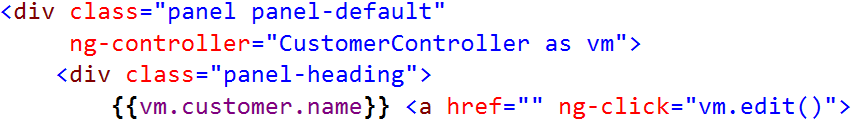 <div class="panel panel-default"
     ng-controller="CustomerController as vm">
    <div class="panel-heading">
        {{vm.customer.name}} <a href="" ng-click="vm.edit()">